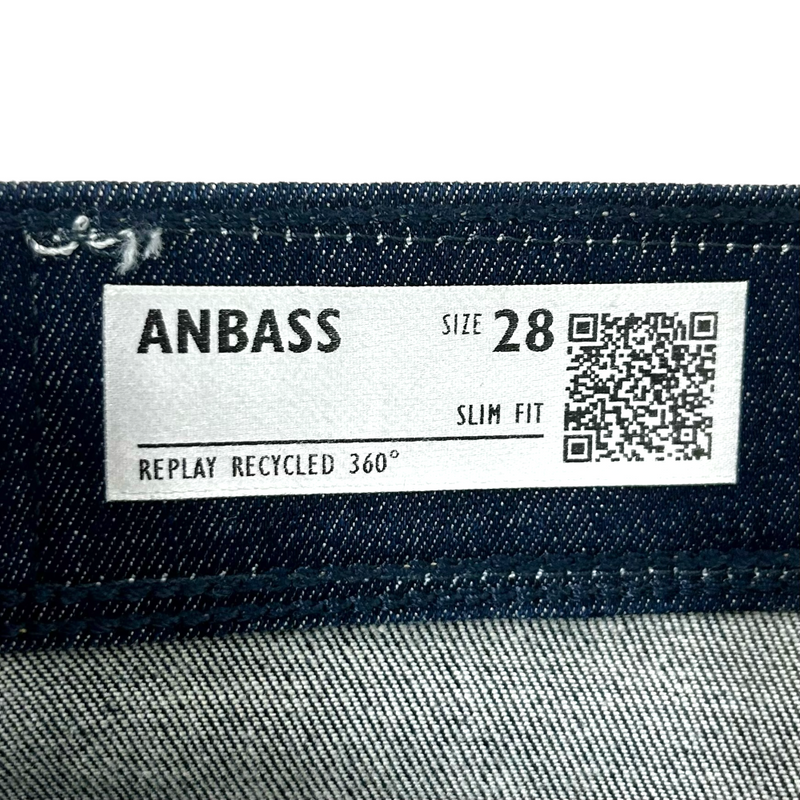 ANBASS
SIZE 28
SLIM FIT
REPLAY RECYCLED 360°